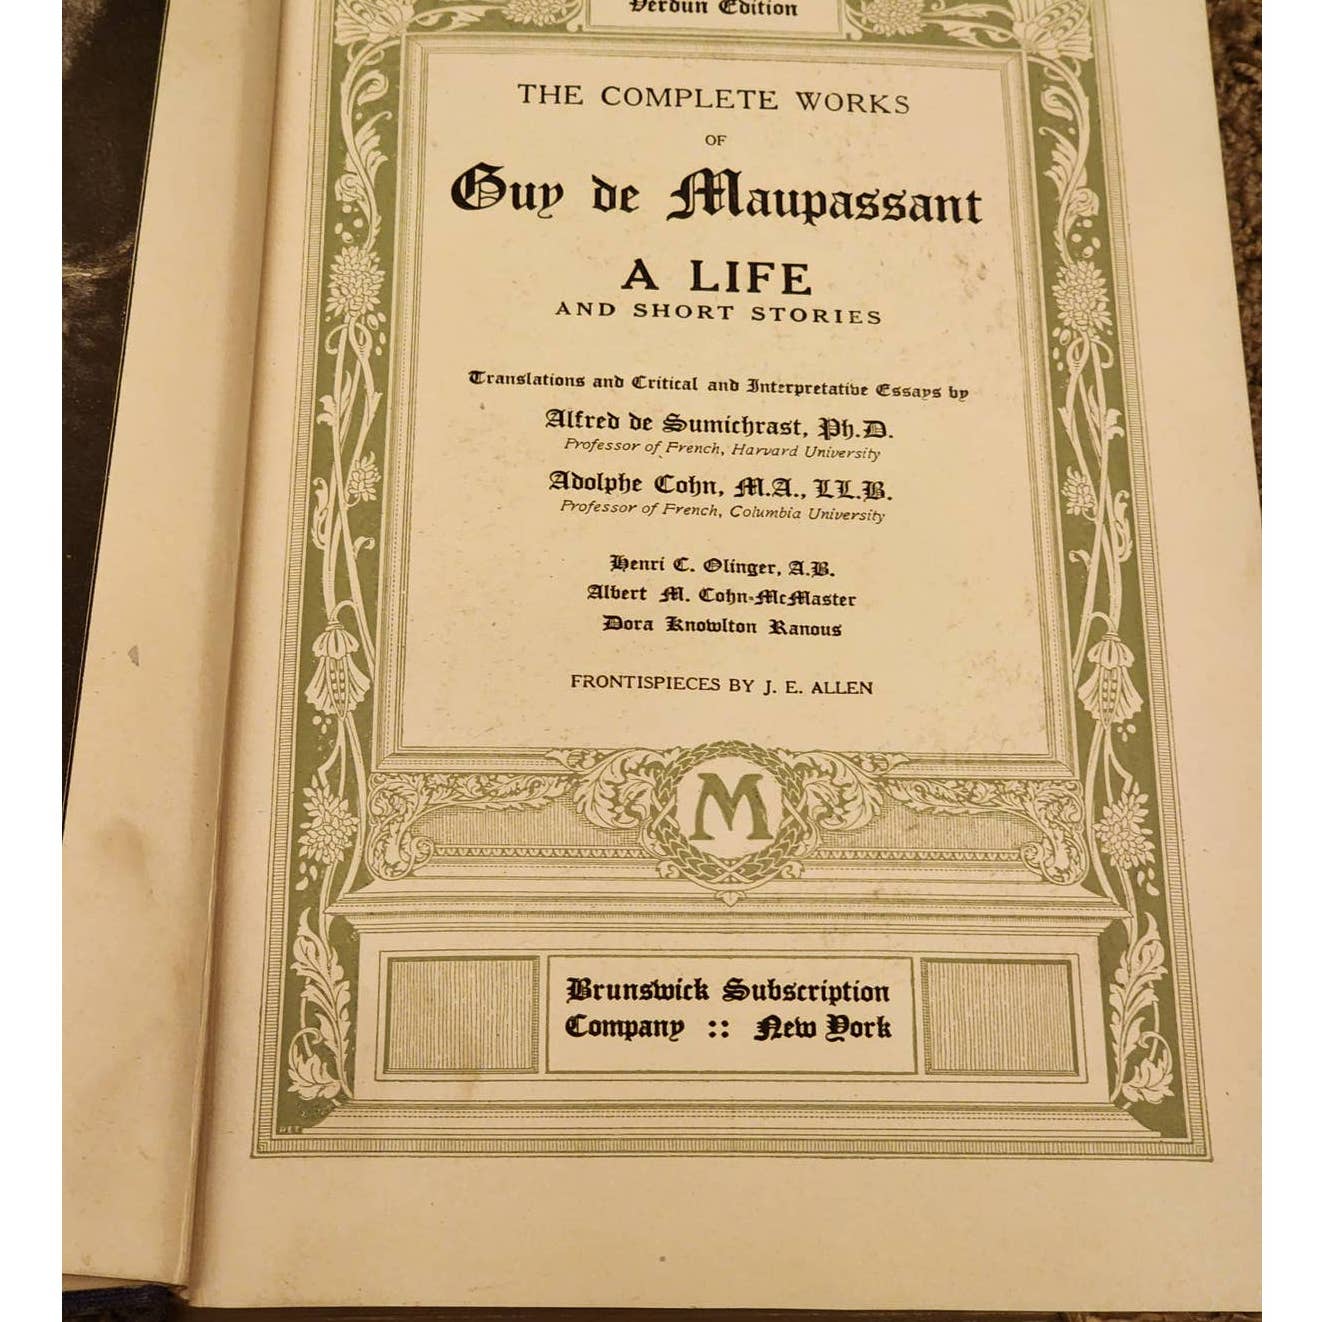 Verdun Edition
THE COMPLETE WORKS
OF
Guy de Maupassant
A LIFE
AND SHORT STORIES
Translations and Critical and Interpretative Essays by
Alfred de Sumichrast, Ph.D.
Professor of French, Harvard University
Adolphe Cohn, M.A., LL.B.
Professor of French, Columbia University
Henri C. Olinger, A.B.
Albert M. Cohn-McMaster
Dora Knowlton Ranous
FRONTISPIECES BY J. E. ALLEN
M
Brunswick Subscription
Company :: New York